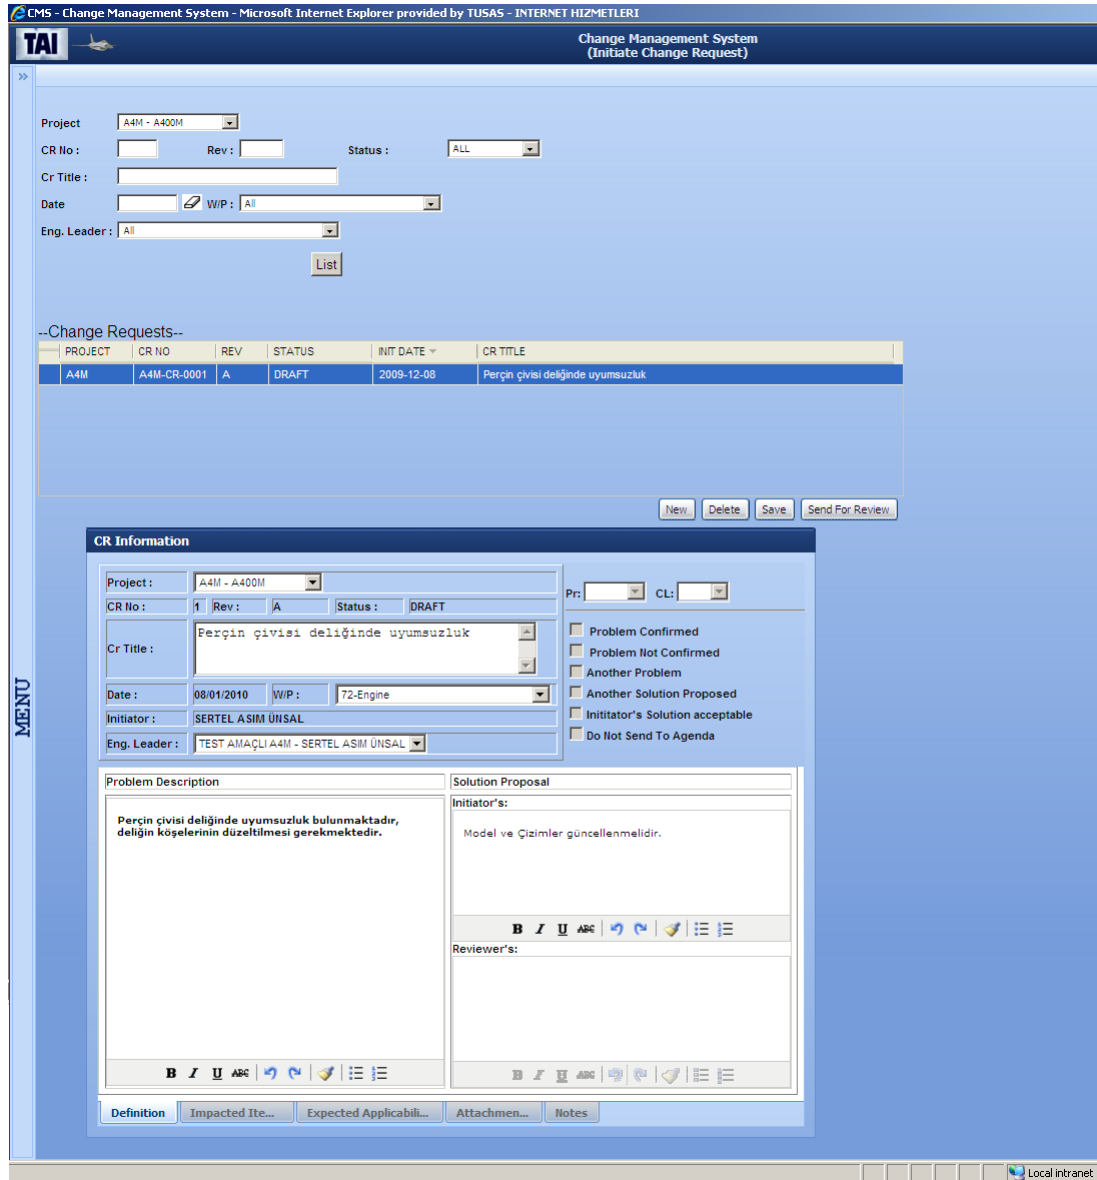 CMS - Change Management System - Microsoft Internet Explorer provided by TUSAS - INTERNET HIZMETLERI
TAI
Change Management System
(Initiate Change Request)
»
Project A4M - A400M
CR No : Rev : Status : ALL
Cr Title :
Date W/P : All
Eng. Leader : All
List
--Change Requests--
PROJECT CR NO REV STATUS INIT DATE CR TITLE
A4M A4M-CR-0001 A DRAFT 2009-12-08 Perçin çivisi deliğinde uyumsuzluk
New Delete Save Send For Review
MENU
CR Information
Project : A4M - A400M
CR No : 1 Rev : A Status : DRAFT
Cr Title : Perçin çivisi deliğinde uyumsuzluk
Date : 08/01/2010 W/P : 72-Engine
Initiator : SERTEL ASIM ÜNSAL
Eng. Leader : TEST AMAÇLI A4M - SERTEL ASIM ÜNSAL
Pr: CL:
Problem Confirmed
Problem Not Confirmed
Another Problem
Another Solution Proposed
Inititator's Solution acceptable
Do Not Send To Agenda
Problem Description
Perçin çivisi deliğinde uyumsuzluk bulunmaktadır,
deliğin köşelerinin düzeltilmesi gerekmektedir.
B I U ABC
Solution Proposal
Initiator's:
Model ve Çizimler güncellenmelidir.
B I U ABC
Reviewer's:
B I U ABC
Definition Impacted Ite... Expected Applicabili... Attachmen... Notes
Local intranet